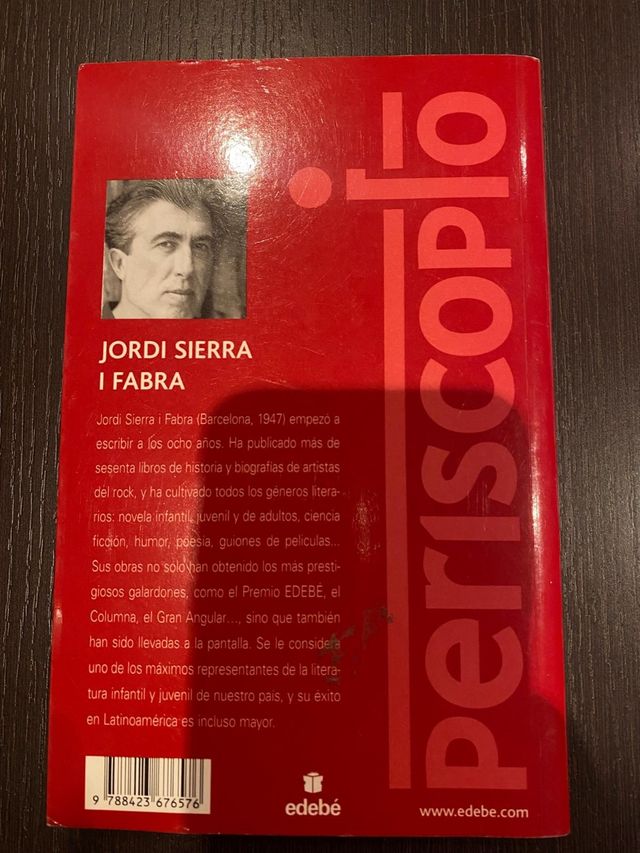 periscopio
JORDI SIERRA
I FABRA
Jordi Sierra i Fabra (Barcelona, 1947) empezó a
escribir a los ocho años. Ha publicado más de
sesenta libros de historia y biografías de artistas
del rock, y ha cultivado todos los géneros litera-
rios: novela infantil, juvenil y de adultos, ciencia
ficción, humor, poesía, guiones de películas...
Sus obras no solo han obtenido los más presti-
giosos galardones, como el Premio EDEBÉ, el
Columna, el Gran Angular..., sino que también
han sido llevadas a la pantalla. Se le considera
uno de los máximos representantes de la litera-
tura infantil y juvenil de nuestro país, y su éxito
en Latinoamérica es incluso mayor.
9 788423 676576
edebé
www.edebe.com